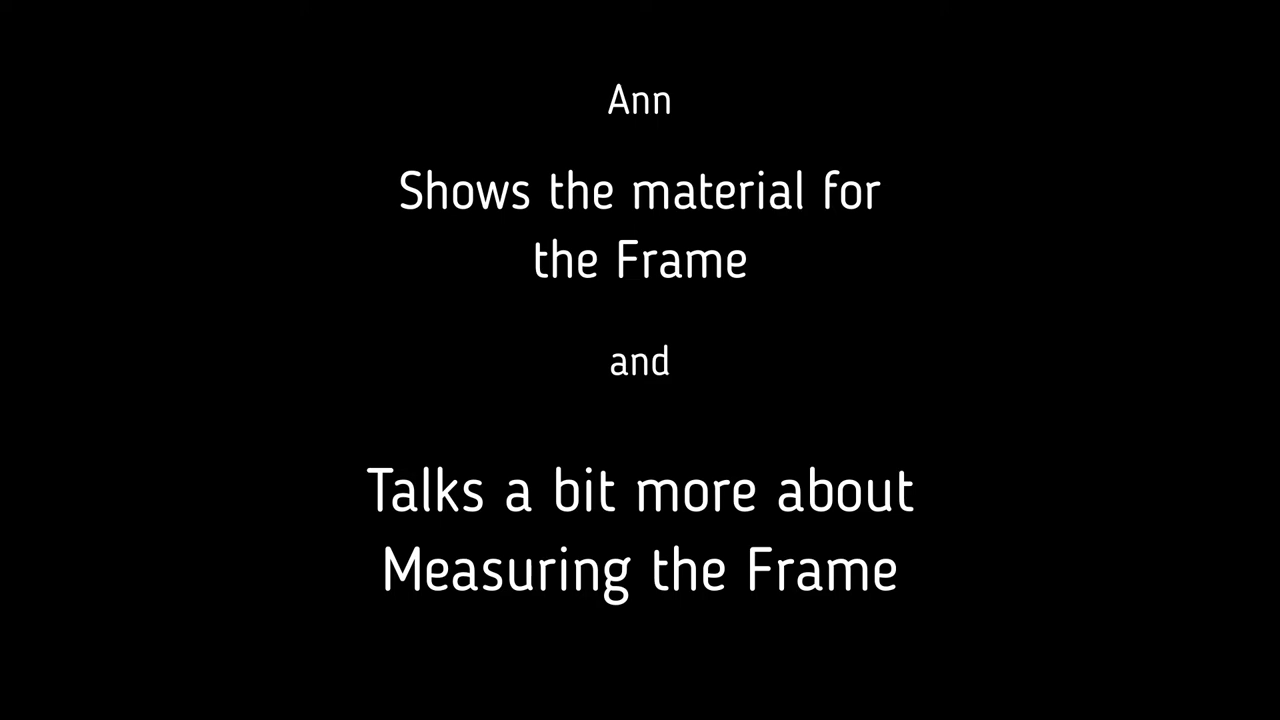 Ann
Shows the material for
the Frame
and
Talks a bit more about
Measuring the Frame